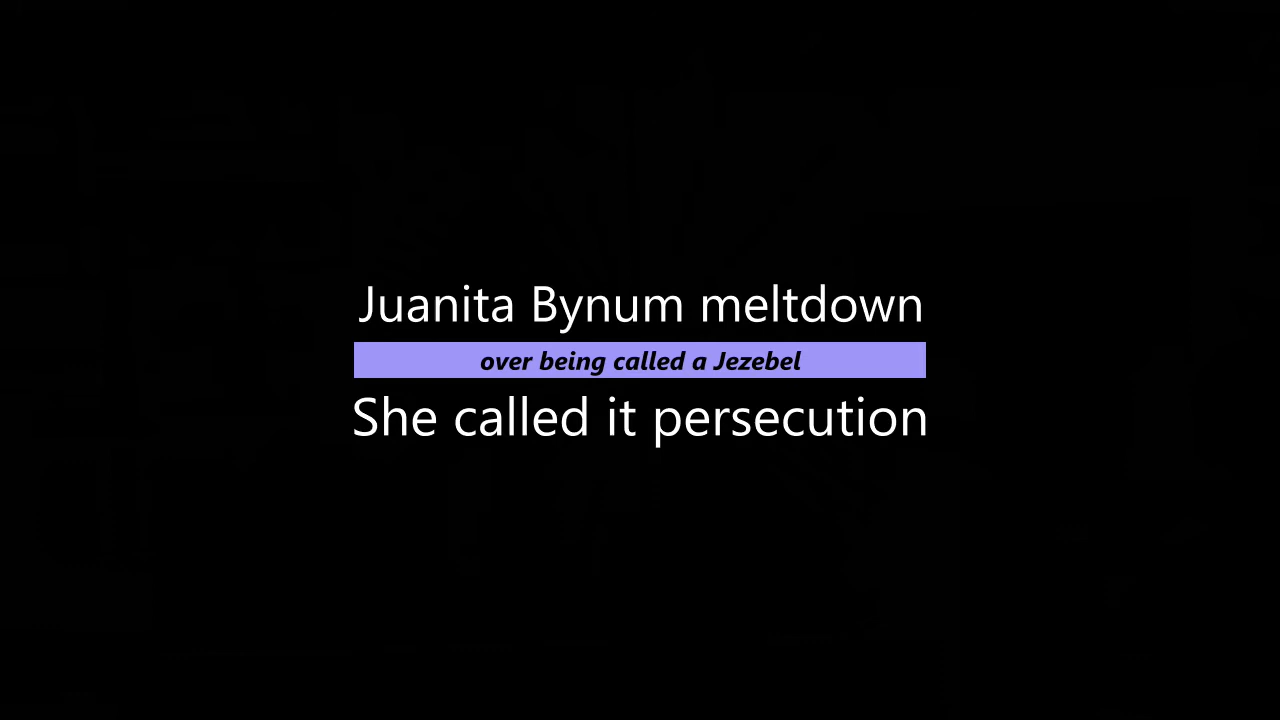 Juanita Bynum meltdown
over being called a Jezebel
She called it persecution